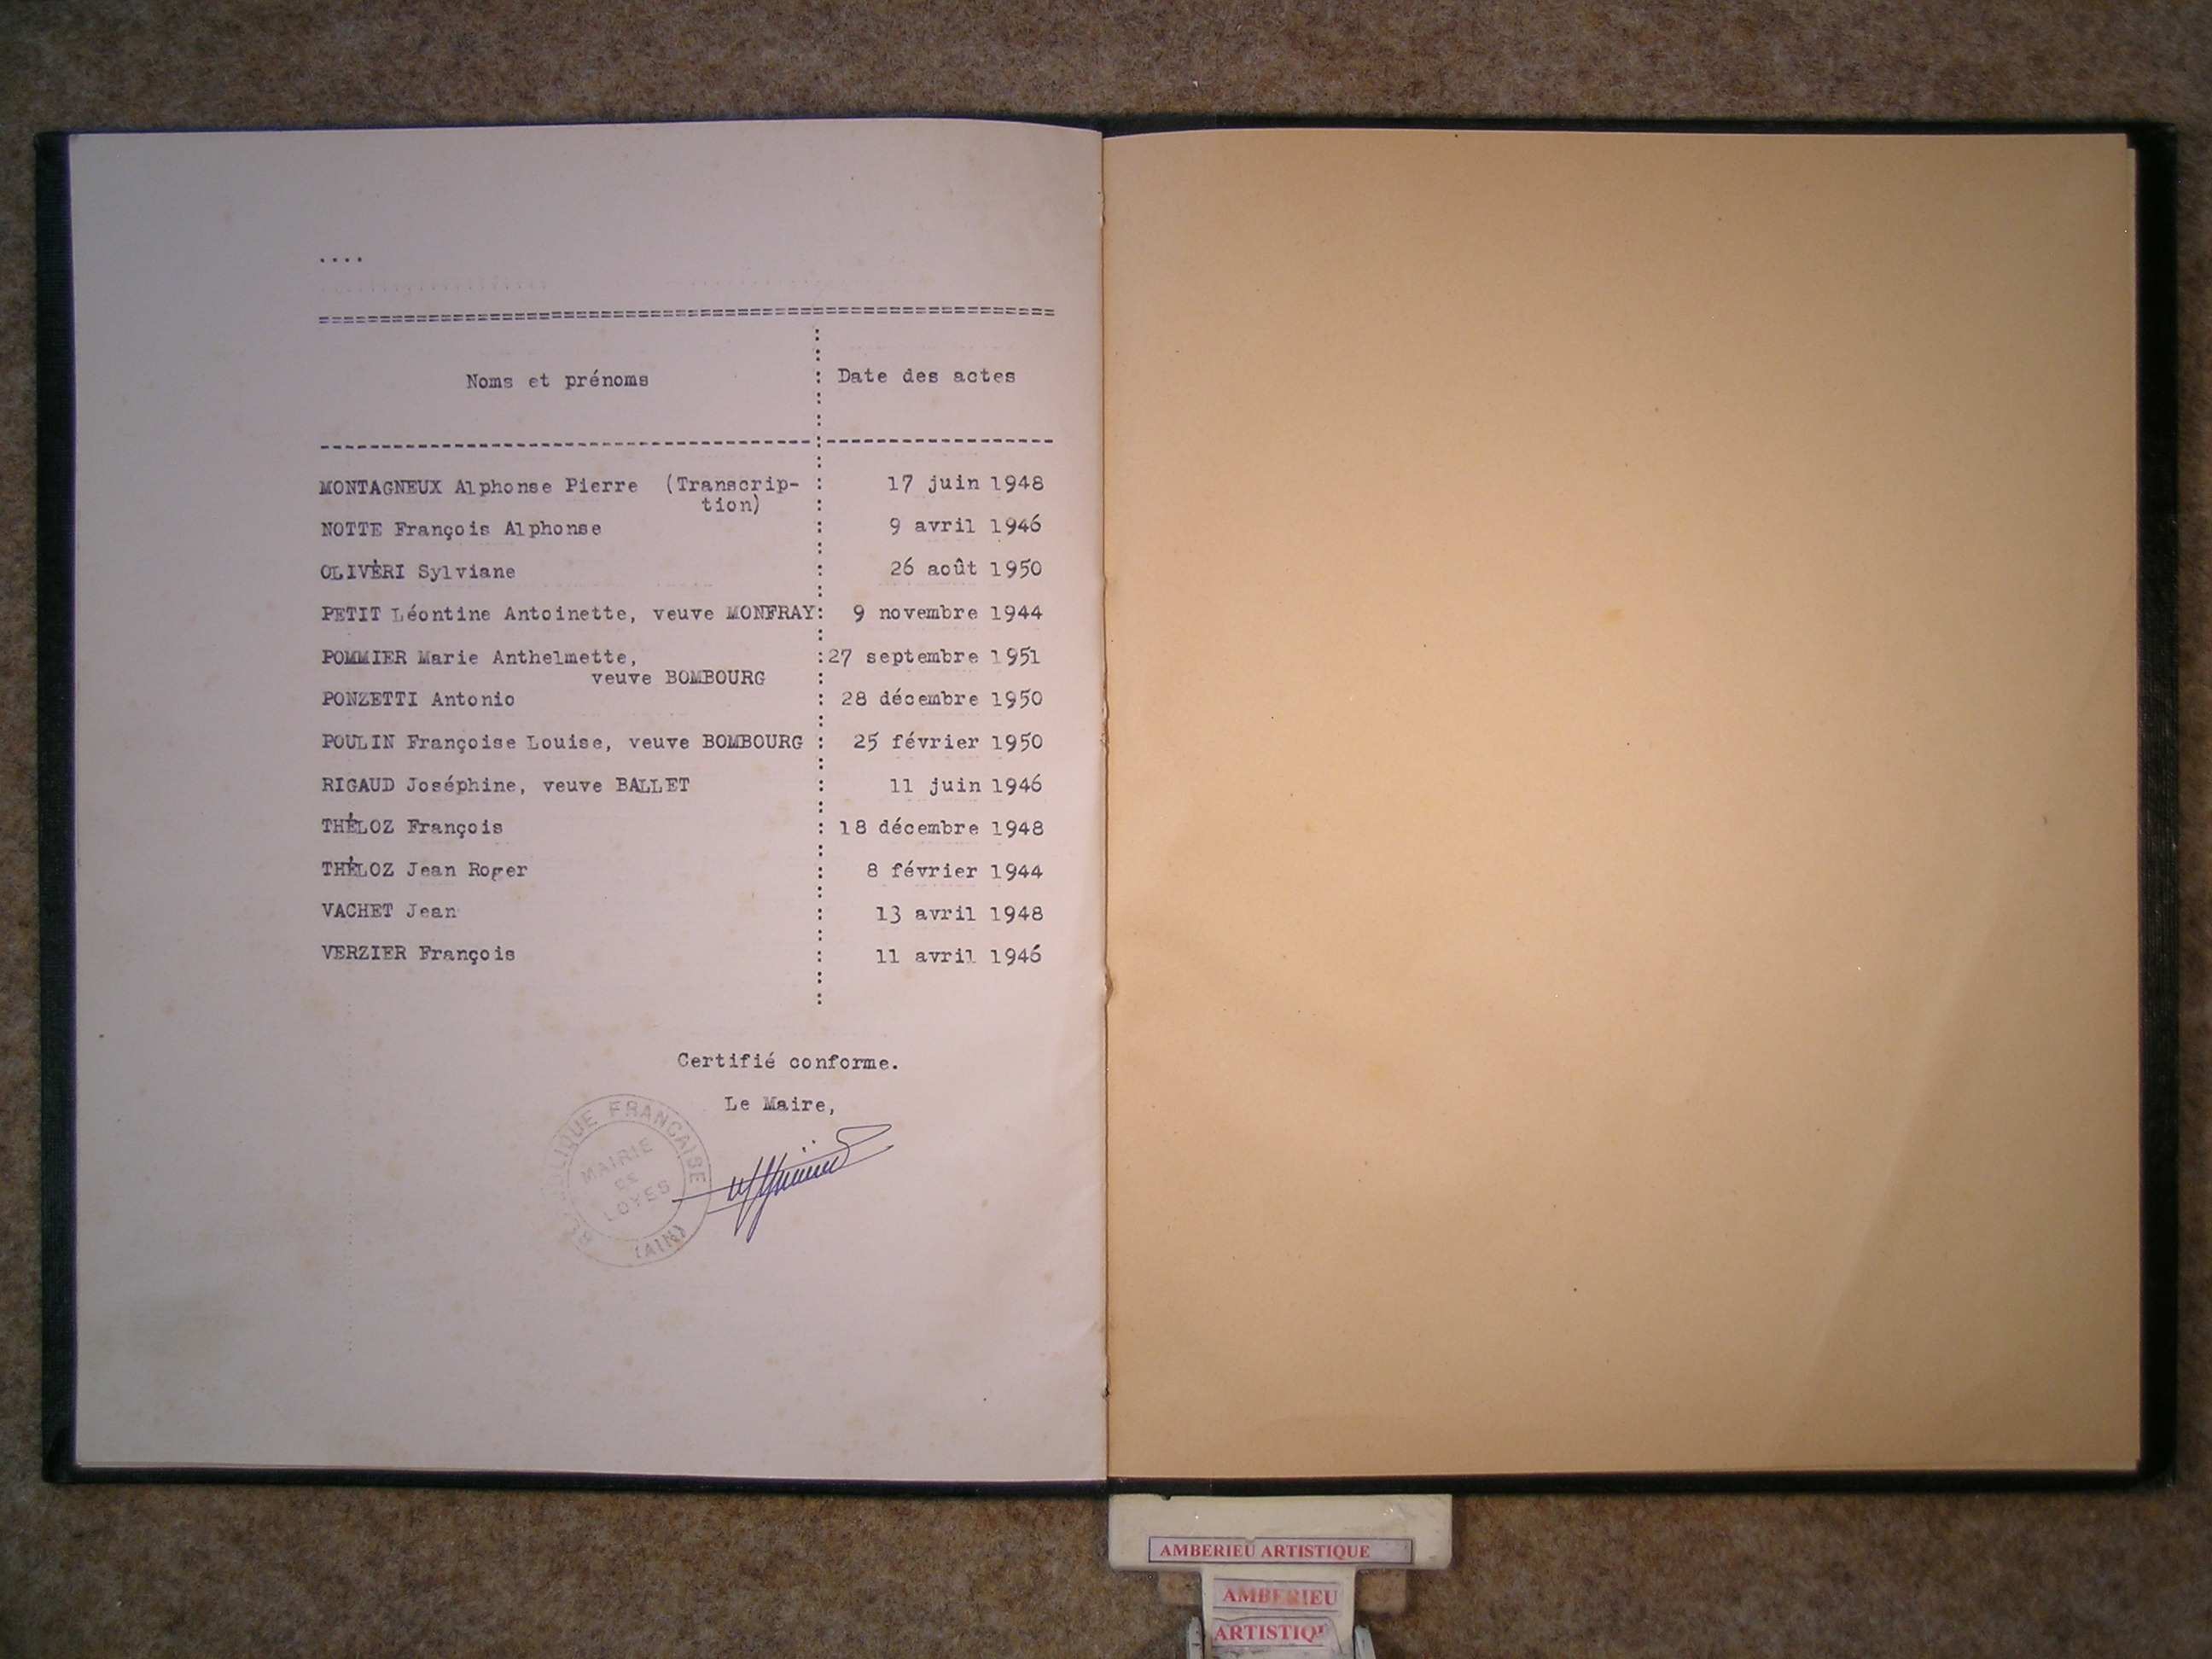 ....
Noms et prénoms : Date des actes
MONTAGNEUX Alphonse Pierre (Transcrip- : 17 juin 1948
tion)
NOTTE François Alphonse : 9 avril 1946
OLIVÈRI Sylviane : 26 août 1950
PETIT Léontine Antoinette, veuve MONFRAY: 9 novembre 1944
POMMIER Marie Anthelmette, :27 septembre 1951
veuve BOMBOURG
PONZETTI Antonio : 28 décembre 1950
POULIN Françoise Louise, veuve BOMBOURG : 25 février 1950
RIGAUD Joséphine, veuve BALLET : 11 juin 1946
THÉLOZ François : 18 décembre 1948
THÉLOZ Jean Roger : 8 février 1944
VACHET Jean : 13 avril 1948
VERZIER François : 11 avril 1946
Certifié conforme.
Le Maire,
FRANCAISE
MAIRIE
DE
LOYES
(AIN)
AMBERIEU ARTISTIQUE
AMBERIEU